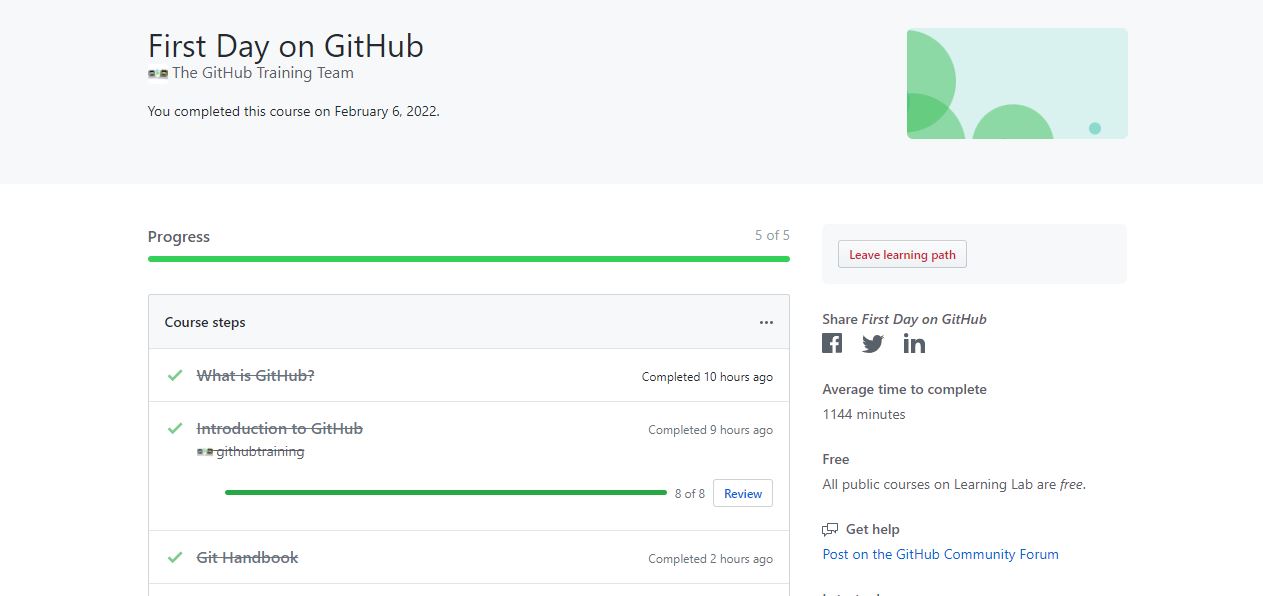 First Day on GitHub
The GitHub Training Team
You completed this course on February 6, 2022.
Progress
5 of 5
Course steps
What is GitHub?
Completed 10 hours ago
Introduction to GitHub
Completed 9 hours ago
githubtraining
8 of 8
Review
Git Handbook
Completed 2 hours ago
Leave learning path
Share First Day on GitHub
Average time to complete
1144 minutes
Free
All public courses on Learning Lab are free.
Get help
Post on the GitHub Community Forum